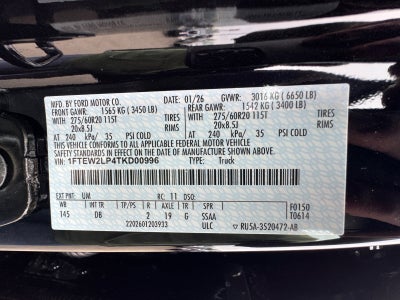 MFD. BY FORD MOTOR CO. 01/26 GVWR: 3016 KG ( 6650 LB)
FRONT GAWR: 1565 KG ( 3450 LB) REAR GAWR: 1542 KG ( 3400 LB)
275/60R20 115T TIRES 275/60R20 115T TIRES
20x8.5J RIMS 20x8.5J
AT 240 kPa/ 35 PSI COLD AT 240 kPa/ 35 PSI COLD
THIS VEHICLE CONFORMS TO ALL APPLICABLE FEDERAL MOTOR VEHICLE
SAFETY STANDARDS IN EFFECT ON THE DATE OF MANUFACTURE SHOWN ABOVE.
VIN: 1FTEW2LP4TKD00996 TYPE: Truck
EXT PNT: UM RC: 11 DSO:
WB INT TR TP/PS R AXLE TR SPR F0150
145 DB 2 19 G SSAA T0614
2202601203933 ULC RU5A-3520472-AB